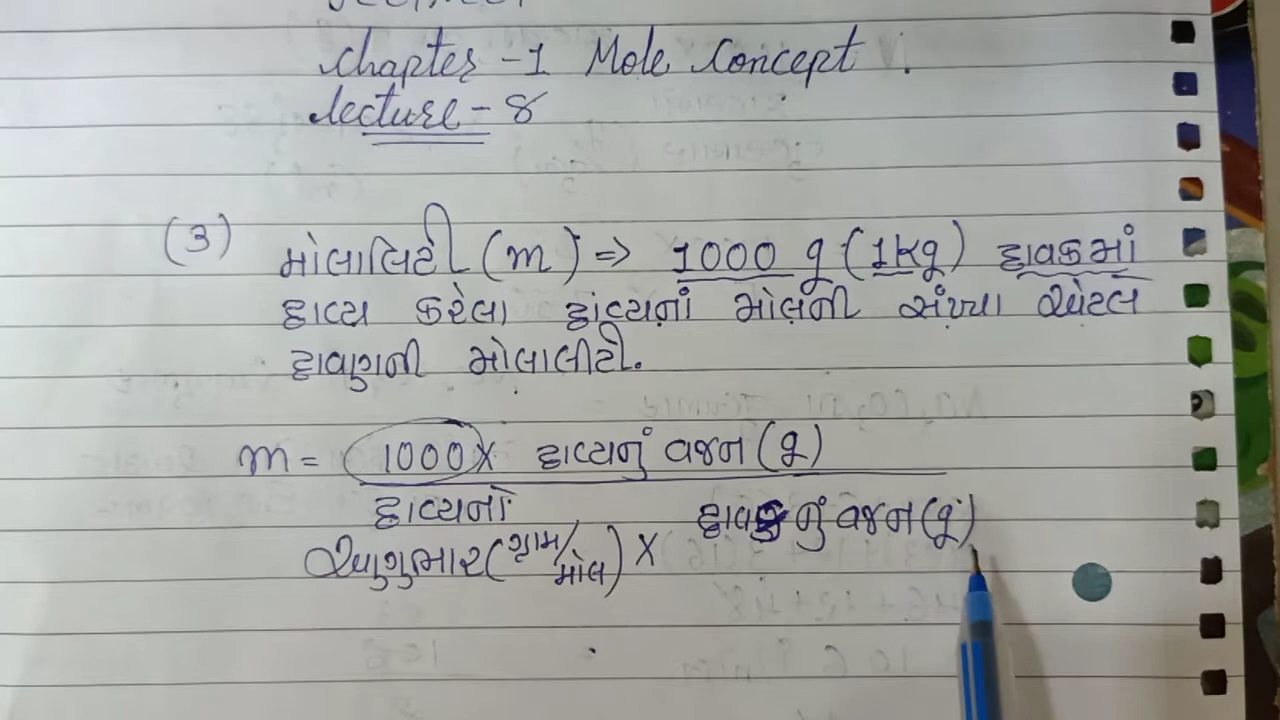 Chapter - 1 Mole Concept.
Lecture - 8
(3) મોલાલિટી (m) => 1000 g (1kg) દ્રાવકમાં
દ્રાવ્ય કરેલા દ્રાવ્યનાં મોલની સંખ્યા એટલે
દ્રાવણની મોલાલીટી.
m = 1000 x દ્રાવ્યનું વજન (g)
દ્રાવ્યનો દ્રાવકનું વજન (g)
અણુભાર (ગ્રામ/મોલ) x